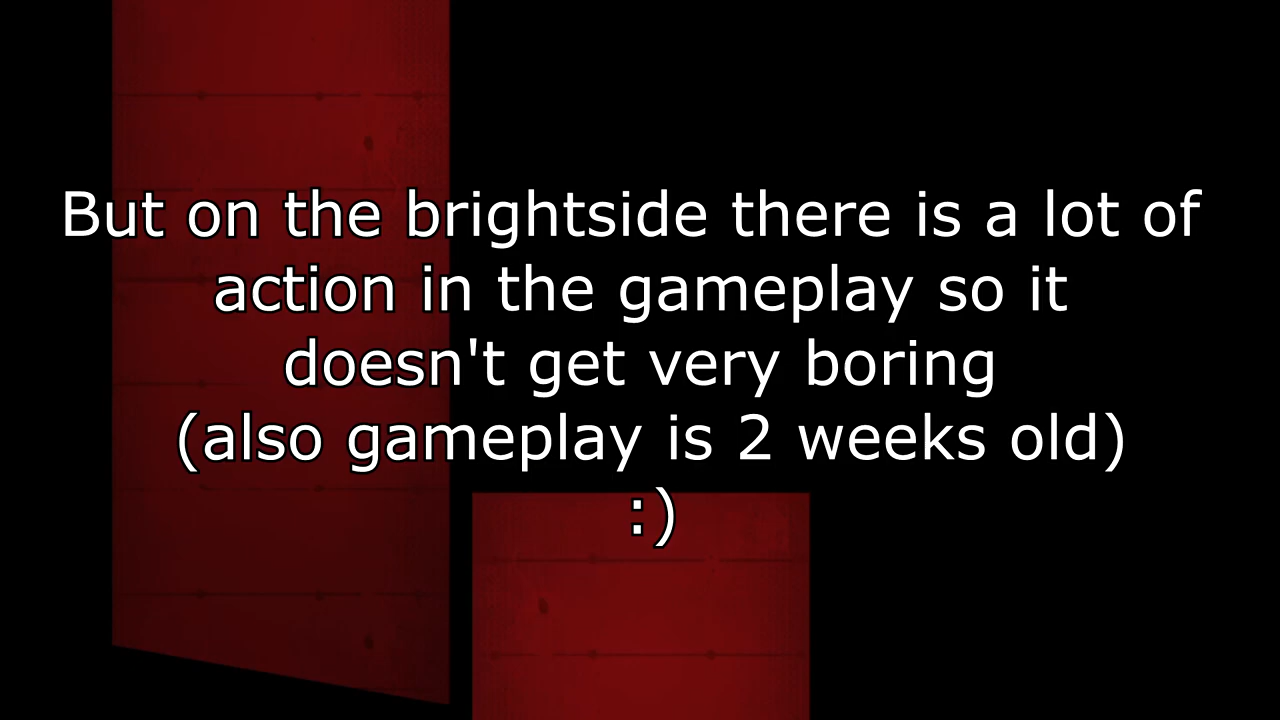 But on the brightside there is a lot of
action in the gameplay so it
doesn't get very boring
(also gameplay is 2 weeks old)
:)